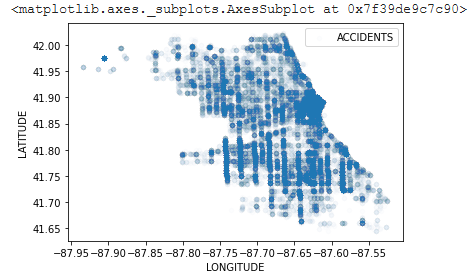 <matplotlib.axes._subplots.AxesSubplot at 0x7f39de9c7c90>
ACCIDENTS
42.00
41.95
41.90
41.85
41.80
41.75
41.70
41.65
LATITUDE
−87.95 −87.90 −87.85 −87.80 −87.75 −87.70 −87.65 −87.60 −87.55
LONGITUDE